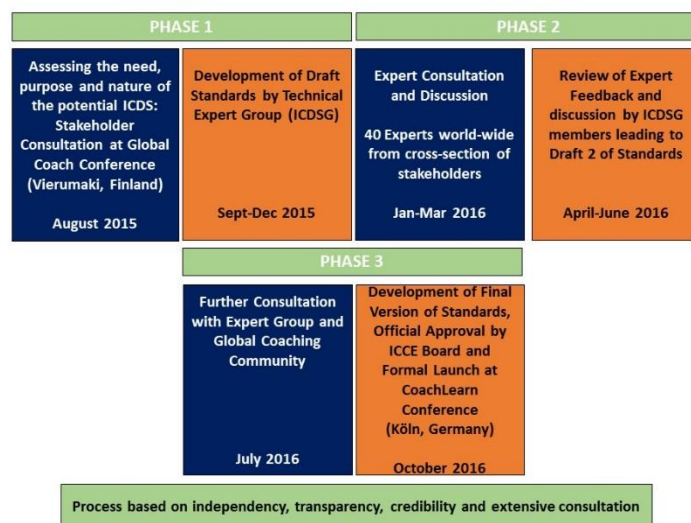 PHASE 1
PHASE 2
Assessing the need,
purpose and nature of
the potential ICDS:
Stakeholder
Consultation at Global
Coach Conference
(Vierumaki, Finland)
August 2015
Development of Draft
Standards by Technical
Expert Group (ICDSG)
Sept-Dec 2015
Expert Consultation
and Discussion
40 Experts world-wide
from cross-section of
stakeholders
Jan-Mar 2016
Review of Expert
Feedback and
discussion by ICDSG
members leading to
Draft 2 of Standards
April-June 2016
PHASE 3
Further Consultation
with Expert Group and
Global Coaching
Community
July 2016
Development of Final
Version of Standards,
Official Approval by
ICCE Board and
Formal Launch at
CoachLearn
Conference
(Köln, Germany)
October 2016
Process based on independency, transparency, credibility and extensive consultation